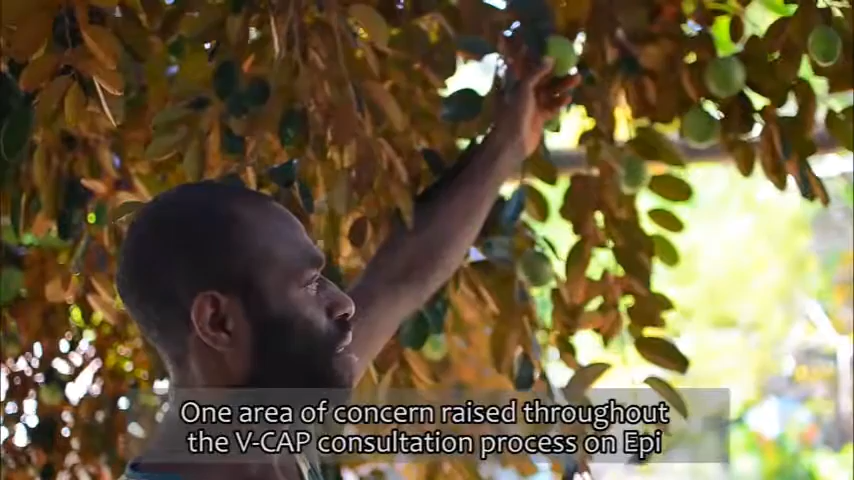 One area of concern raised throughout
the V-CAP consultation process on Epi